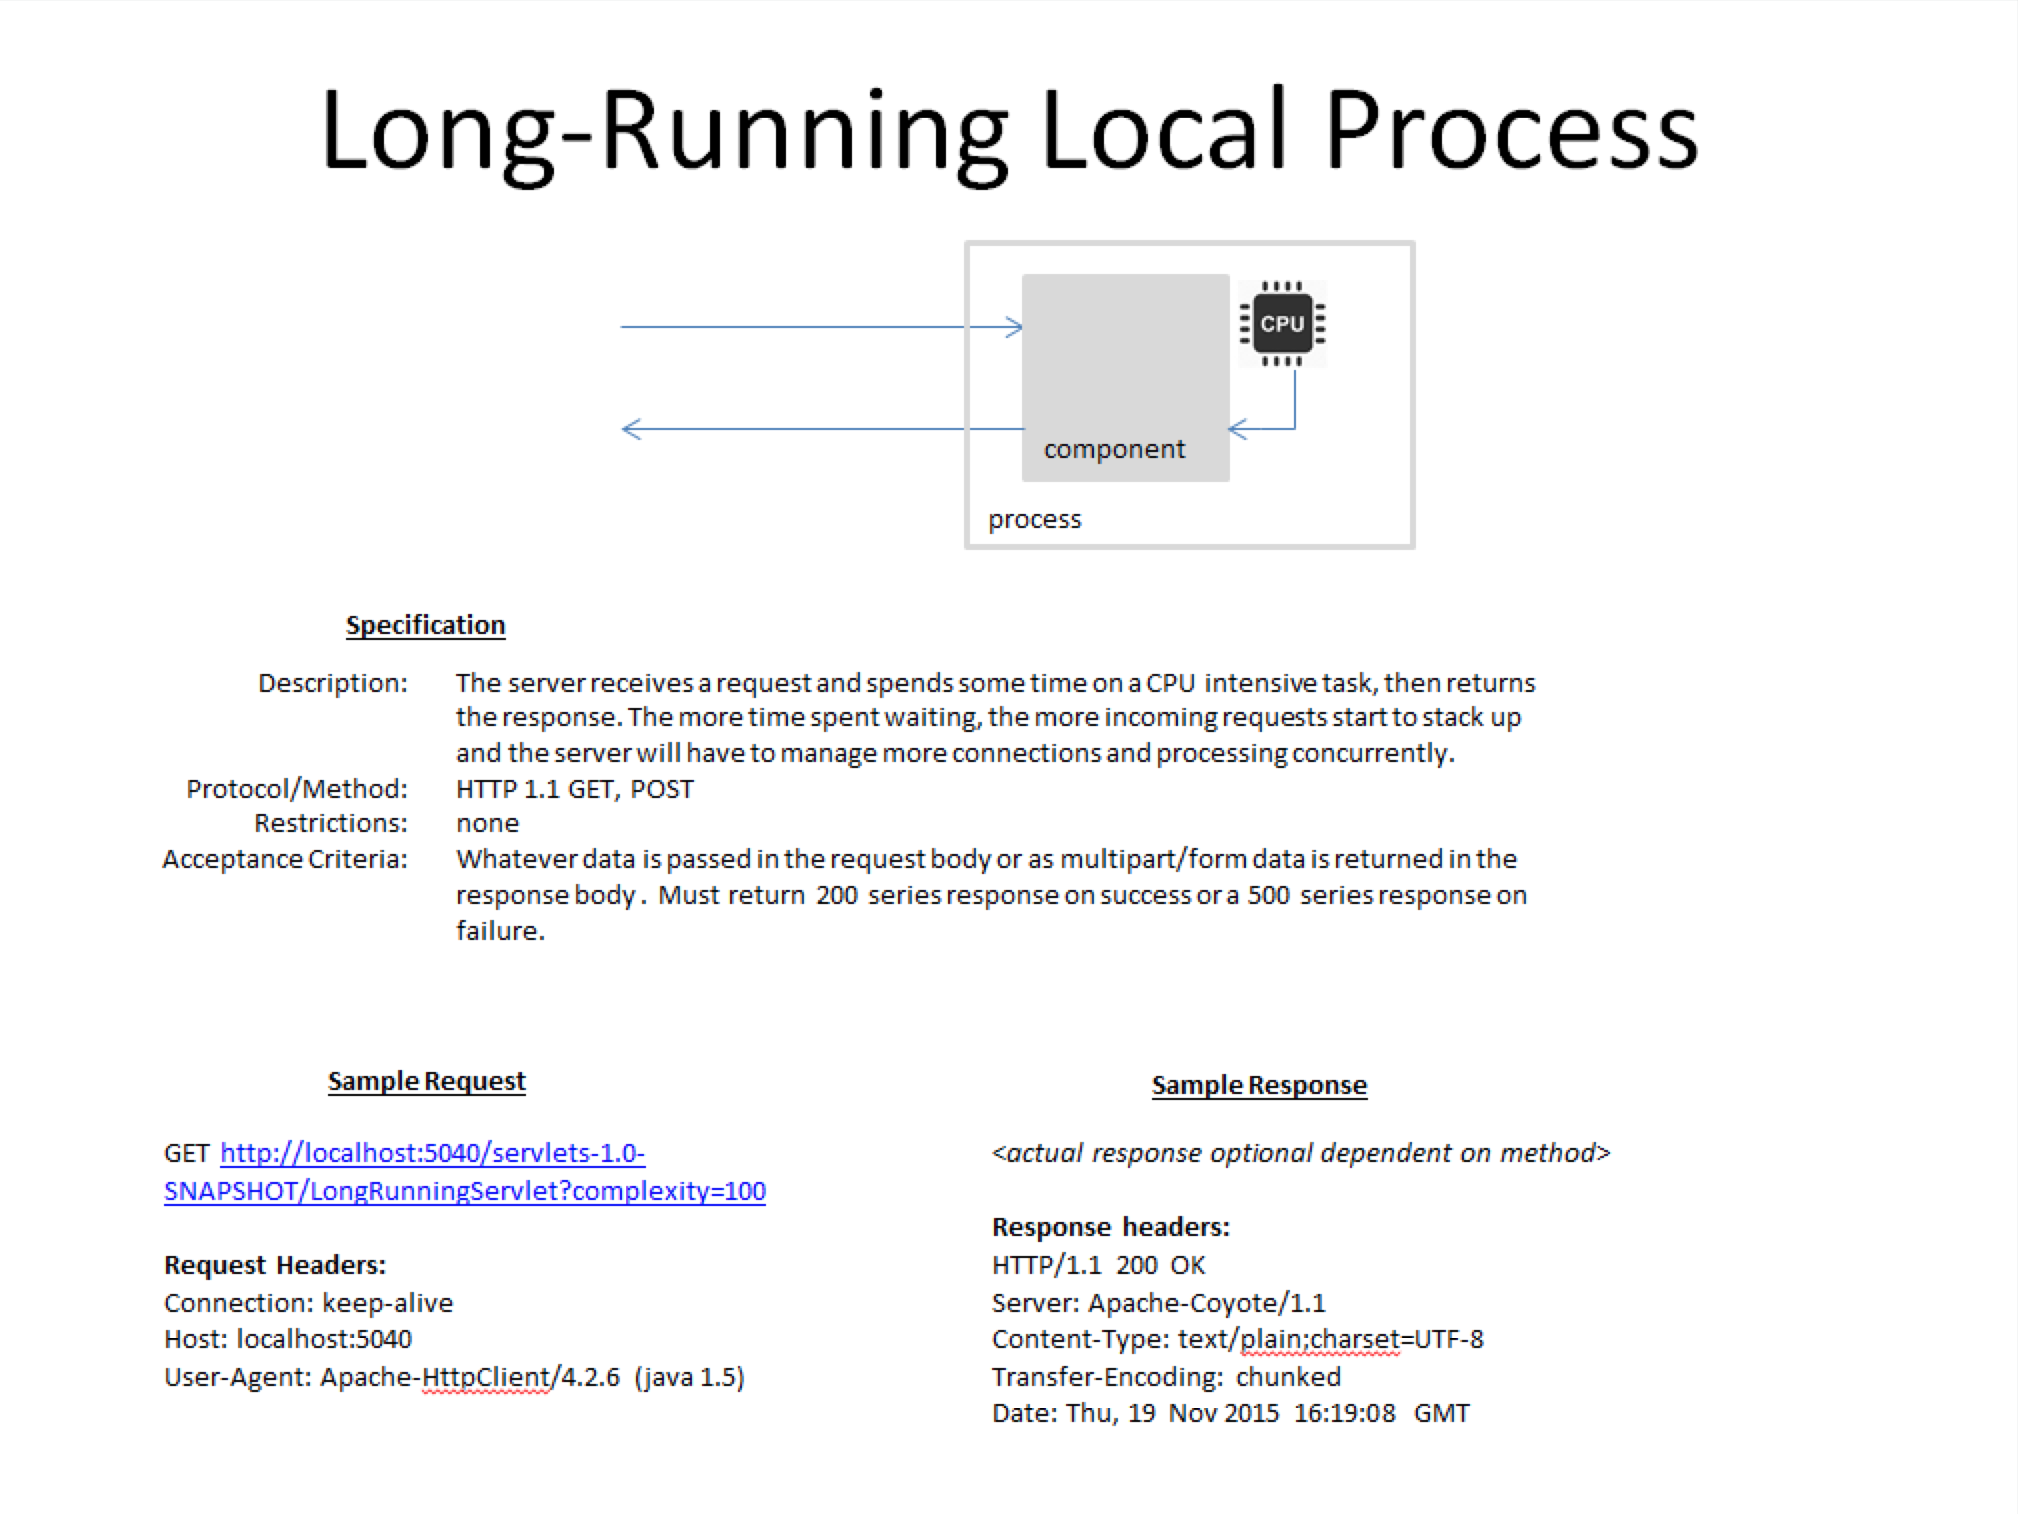 Long-Running Local Process
CPU
component
process
Specification
Description: The server receives a request and spends some time on a CPU intensive task, then returns
the response. The more time spent waiting, the more incoming requests start to stack up
and the server will have to manage more connections and processing concurrently.
Protocol/Method: HTTP 1.1 GET, POST
Restrictions: none
Acceptance Criteria: Whatever data is passed in the request body or as multipart/form data is returned in the
response body. Must return 200 series response on success or a 500 series response on
failure.
Sample Request
GET http://localhost:5040/servlets-1.0-
SNAPSHOT/LongRunningServlet?complexity=100
Request Headers:
Connection: keep-alive
Host: localhost:5040
User-Agent: Apache-HttpClient/4.2.6 (java 1.5)
Sample Response
<actual response optional dependent on method>
Response headers:
HTTP/1.1 200 OK
Server: Apache-Coyote/1.1
Content-Type: text/plain;charset=UTF-8
Transfer-Encoding: chunked
Date: Thu, 19 Nov 2015 16:19:08 GMT